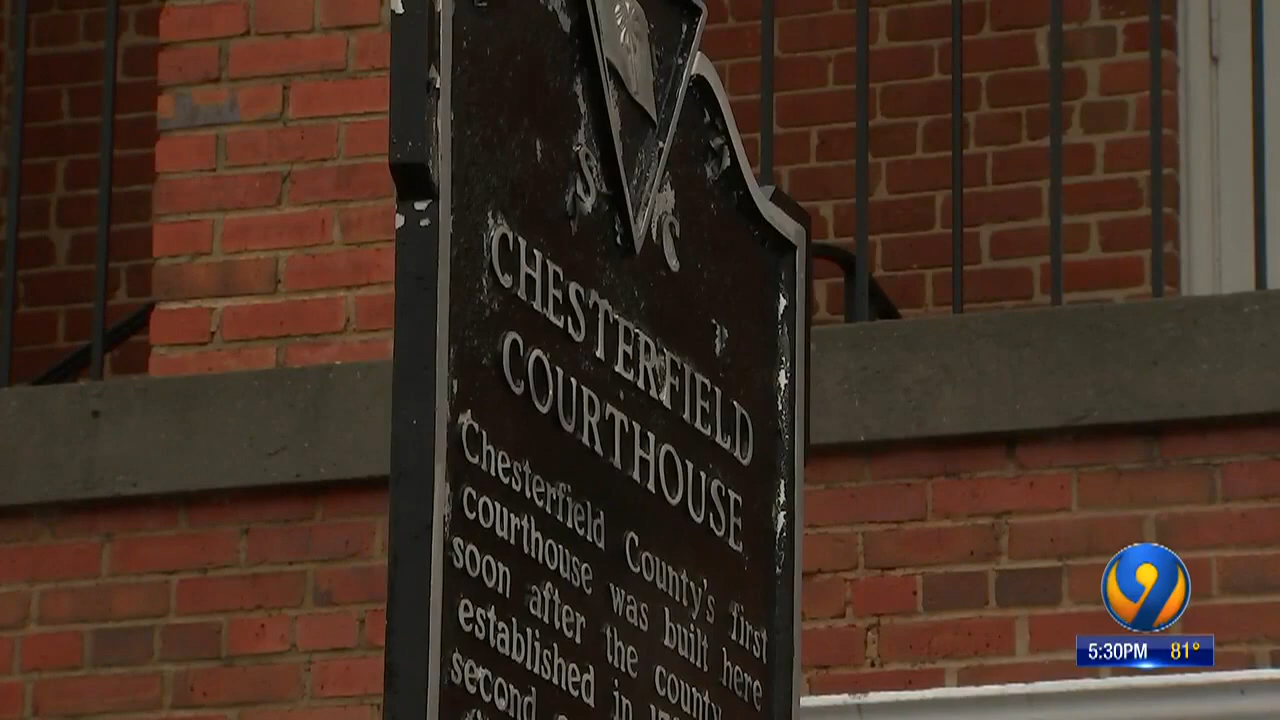 S C
CHESTERFIELD
COURTHOUSE
Chesterfield County's first
courthouse was built here
soon after the county
established in
second
9
5:30PM 81°